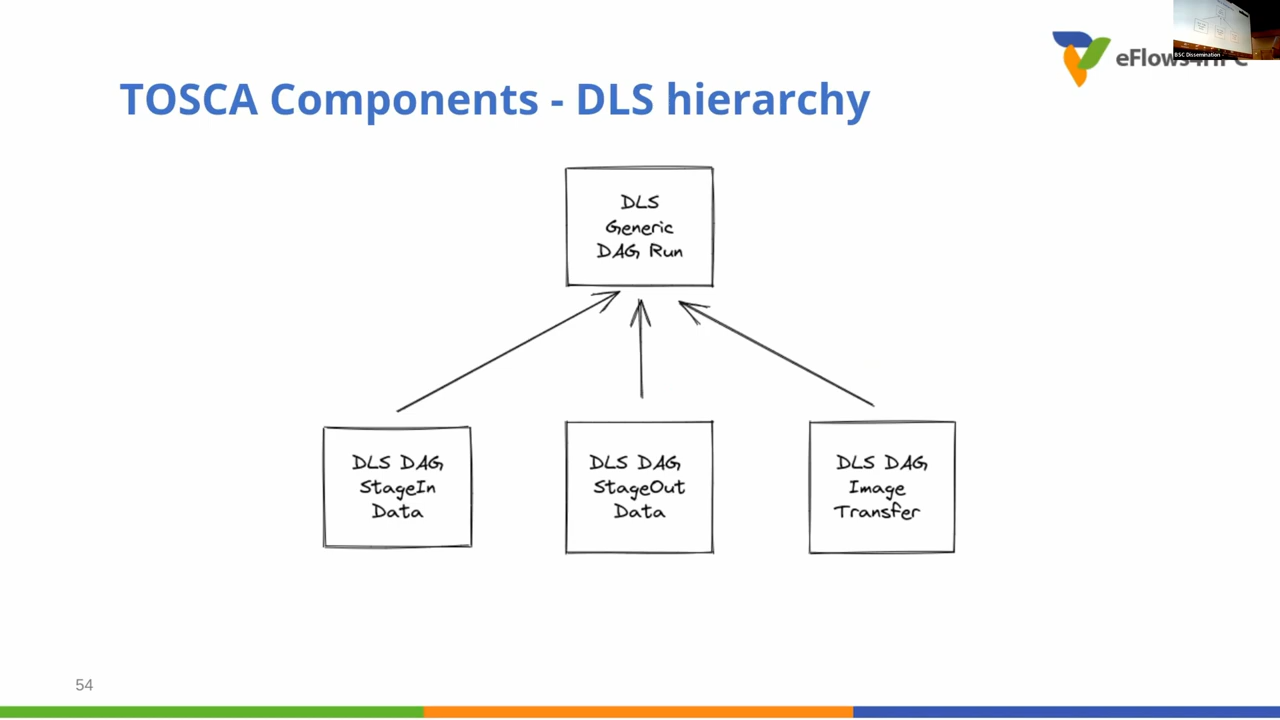 eFlows4HPC
BSC Dissemination -
TOSCA Components - DLS hierarchy
DLS
Generic
DAG Run
DLS DAG
StageIn
Data
DLS DAG
StageOut
Data
DLS DAG
Image
Transfer
54